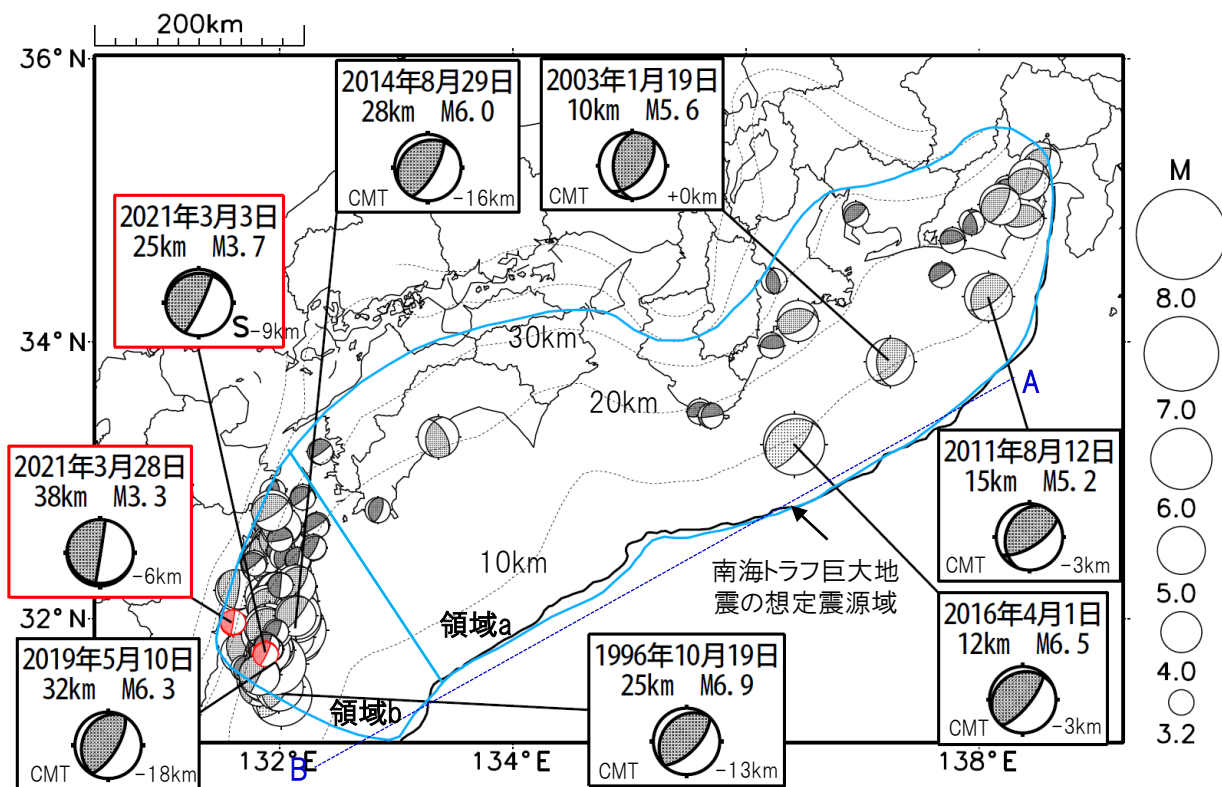 200km
36°N
34°N
32°N
132°E
134°E
138°E
2014年8月29日
28km M6.0
CMT
-16km
2003年1月19日
10km M5.6
CMT
+0km
2021年3月3日
25km M3.7
S
-9km
2021年3月28日
38km M3.3
-6km
2019年5月10日
32km M6.3
CMT
-18km
1996年10月19日
25km M6.9
CMT
-13km
2011年8月12日
15km M5.2
CMT
-3km
2016年4月1日
12km M6.5
CMT
-3km
30km
20km
10km
領域a
領域b
A
B
南海トラフ巨大地
震の想定震源域
M
8.0
7.0
6.0
5.0
4.0
3.2